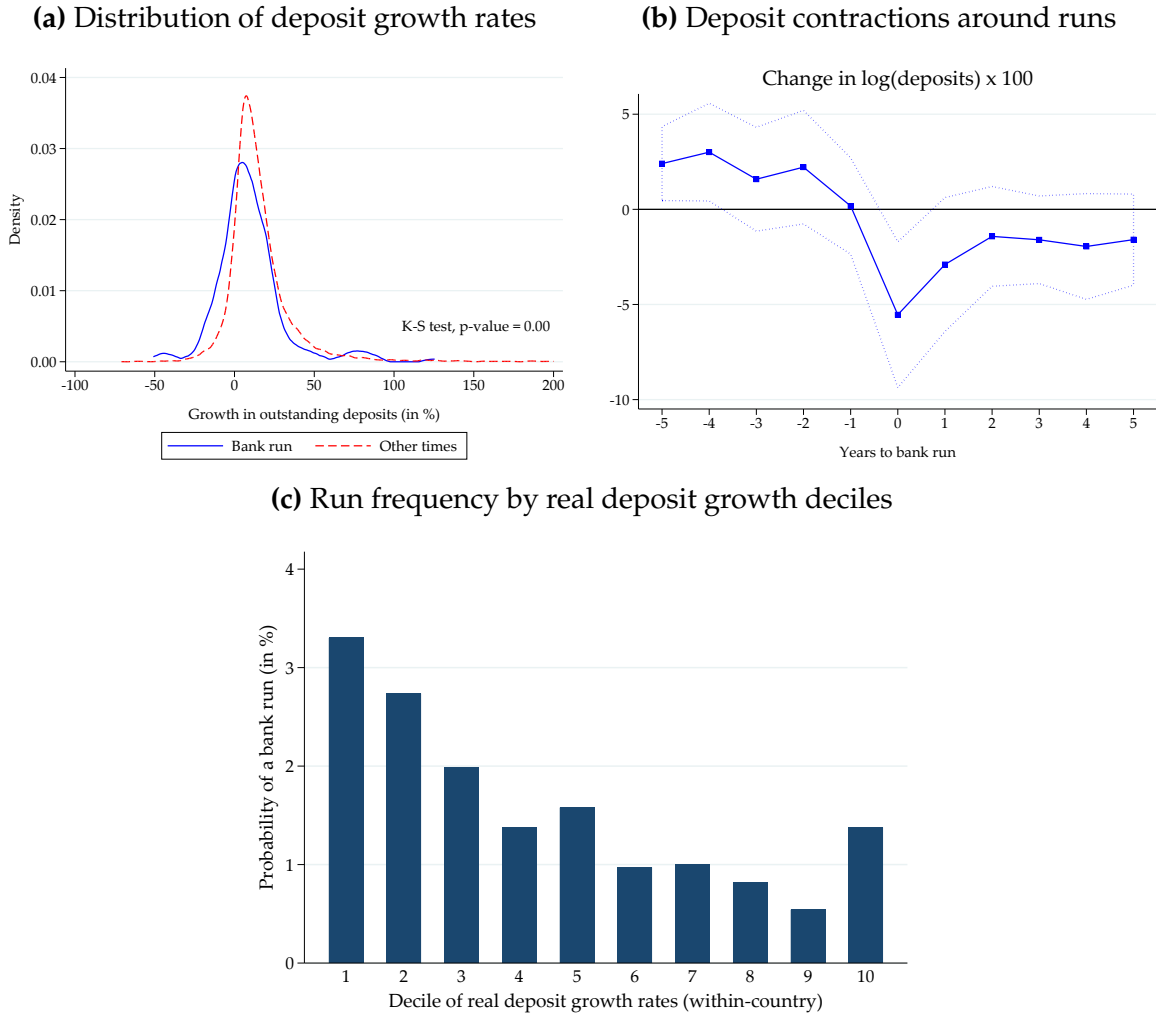 (a) Distribution of deposit growth rates
0.04
0.03
0.02
0.01
0.00
Density
K-S test, p-value = 0.00
-100 -50 0 50 100 150 200
Growth in outstanding deposits (in %)
Bank run Other times
(b) Deposit contractions around runs
Change in log(deposits) x 100
5
0
-5
-10
-5 -4 -3 -2 -1 0 1 2 3 4 5
Years to bank run
(c) Run frequency by real deposit growth deciles
4
3
2
1
0
Probability of a bank run (in %)
1 2 3 4 5 6 7 8 9 10
Decile of real deposit growth rates (within-country)